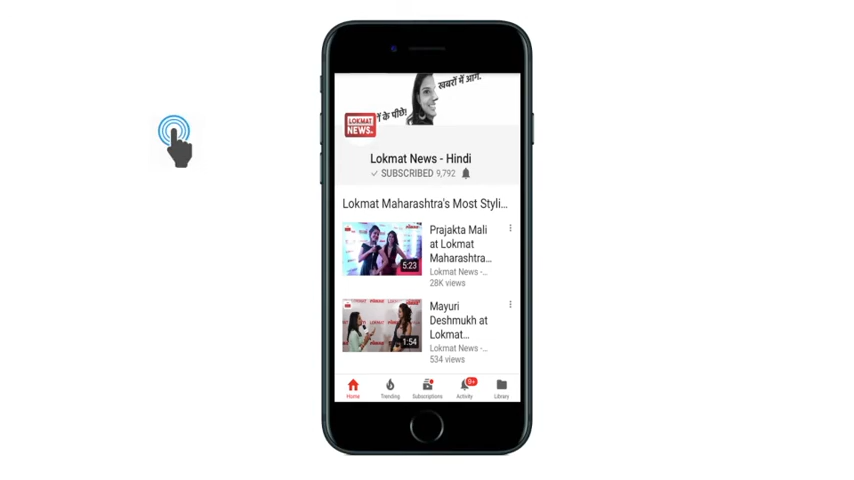 खबरों में आगे.
ों के पीछे!
LOKMAT
NEWS.
Lokmat News - Hindi
SUBSCRIBED 9,792
Lokmat Maharashtra's Most Styli...
Prajakta Mali
at Lokmat
Maharashtra...
Lokmat News -...
28K views
5:23
Mayuri
Deshmukh at
Lokmat...
Lokmat News -...
534 views
1:54
Home
Trending
Subscriptions
Activity
9+
Library